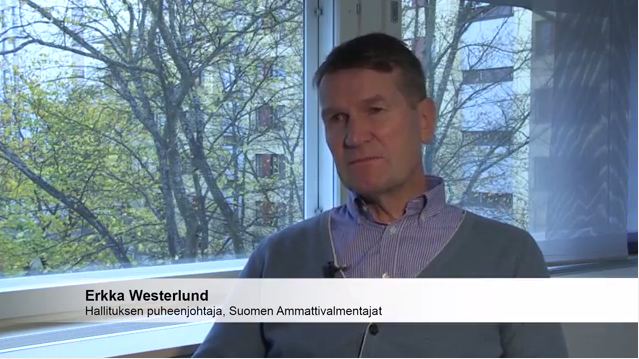 Erkka Westerlund
Hallituksen puheenjohtaja, Suomen Ammattivalmentajat